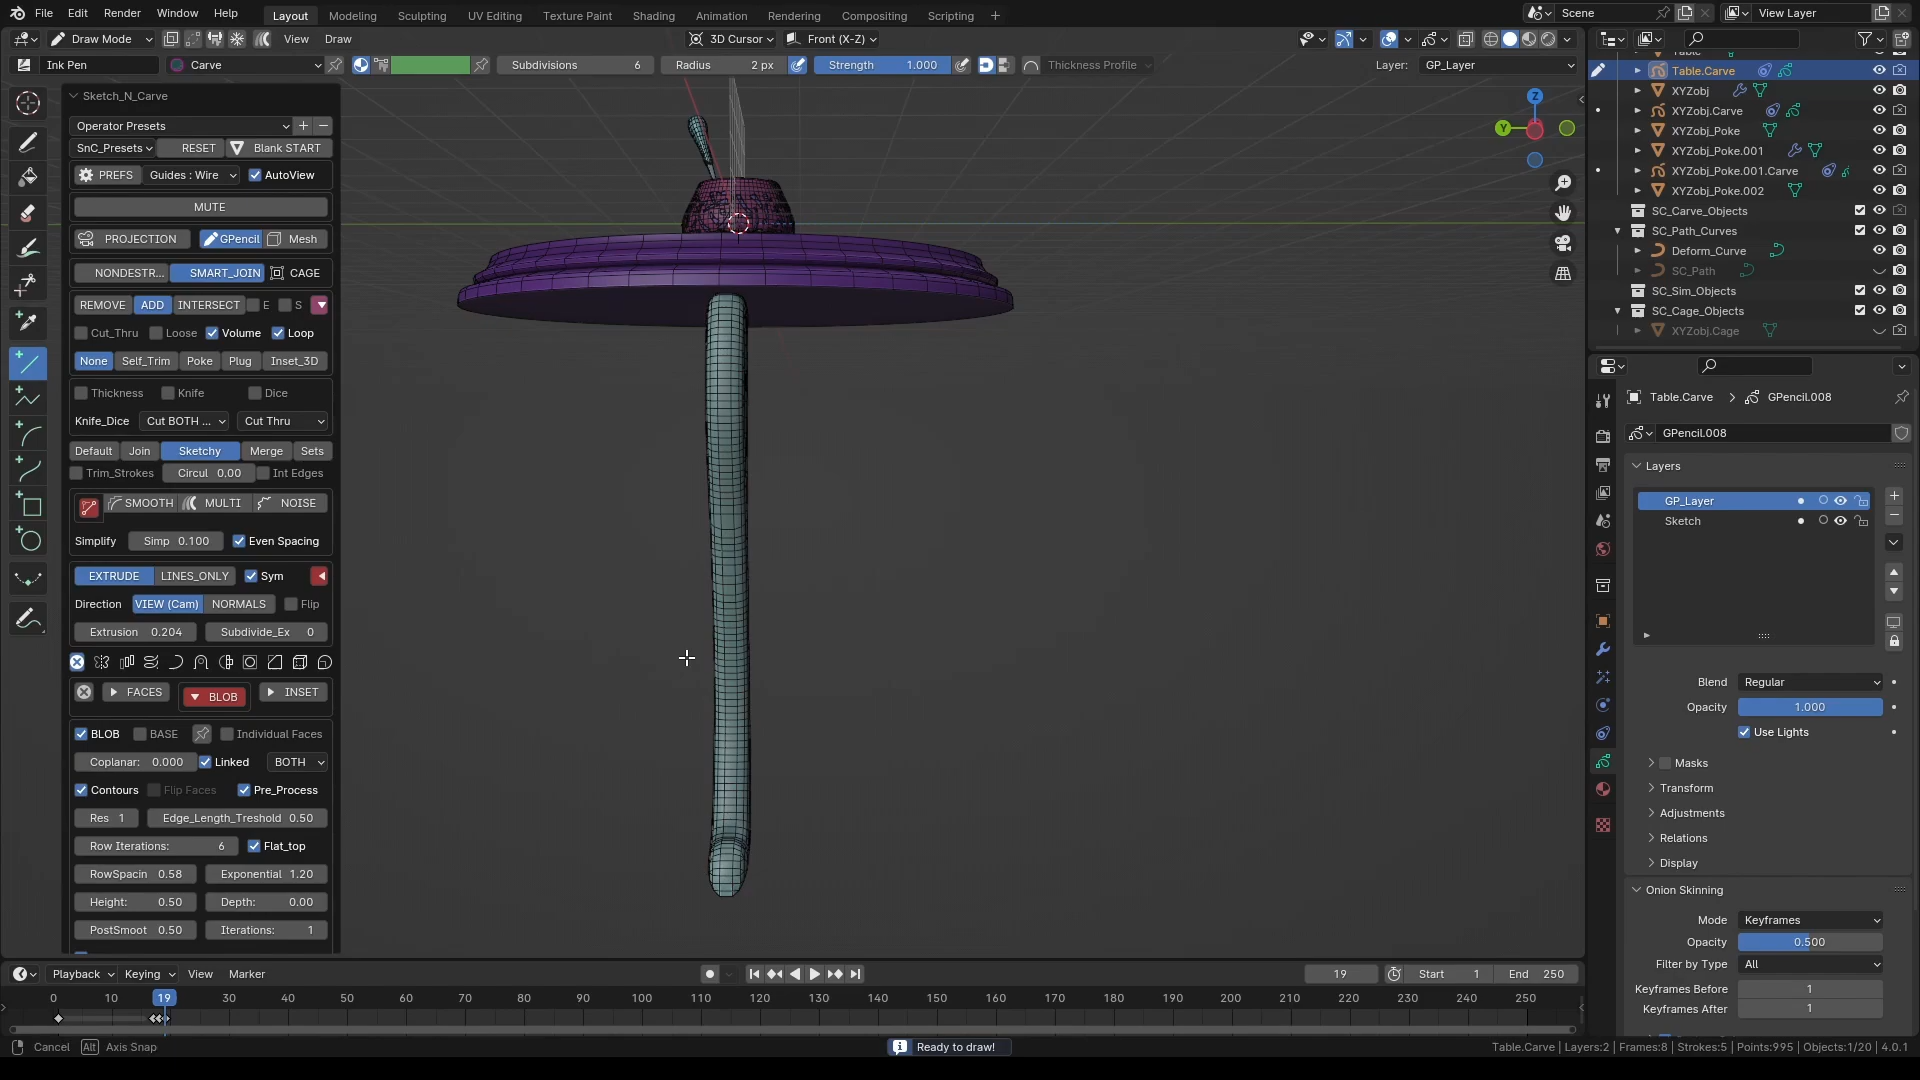 File Edit Render Window Help Layout Modeling Sculpting UV Editing Texture Paint Shading Animation Rendering Compositing Scripting + Scene View Layer
Draw Mode View Draw 3D Cursor Front (X-Z)
Ink Pen Carve Subdivisions 6 Radius 2 px Strength 1.000 Thickness Profile Layer: GP_Layer
Sketch_N_Carve
Operator Presets
SnC_Presets RESET Blank START
PREFS Guides : Wire AutoView
MUTE
PROJECTION GPencil Mesh
NONDESTR... SMART_JOIN CAGE
REMOVE ADD INTERSECT E S
Cut_Thru Loose Volume Loop
None Self_Trim Poke Plug Inset_3D
Thickness Knife Dice
Knife_Dice Cut BOTH ... Cut Thru
Default Join Sketchy Merge Sets
Trim_Strokes Circul 0.00 Int Edges
SMOOTH MULTI NOISE
Simplify Simp 0.100 Even Spacing
EXTRUDE LINES_ONLY Sym
Direction VIEW (Cam) NORMALS Flip
Extrusion 0.204 Subdivide_Ex 0
FACES BLOB INSET
BLOB BASE Individual Faces
Coplanar: 0.000 Linked BOTH
Contours Flip Faces Pre_Process
Res 1 Edge_Length_Treshold 0.50
Row Iterations: 6 Flat_top
RowSpacin 0.58 Exponential 1.20
Height: 0.50 Depth: 0.00
PostSmoot 0.50 Iterations: 1
Z
Y
Table.Carve
XYZobj
XYZobj.Carve
XYZobj_Poke
XYZobj_Poke.001
XYZobj_Poke.001.Carve
XYZobj_Poke.002
SC_Carve_Objects
SC_Path_Curves
Deform_Curve
SC_Path
SC_Sim_Objects
SC_Cage_Objects
XYZobj.Cage
Table.Carve GPencil.008
GPencil.008
Layers
GP_Layer
Sketch
Blend Regular
Opacity 1.000
Use Lights
Masks
Transform
Adjustments
Relations
Display
Onion Skinning
Mode Keyframes
Opacity 0.500
Filter by Type All
Keyframes Before 1
Keyframes After 1
Playback Keying View Marker 19 Start 1 End 250
0 10 19 30 40 50 60 70 80 90 100 110 120 130 140 150 160 170 180 190 200 210 220 230 240 250
Cancel Alt Axis Snap Ready to draw! Table.Carve | Layers:2 | Frames:8 | Strokes:5 | Points:995 | Objects:1/20 | 4.0.1